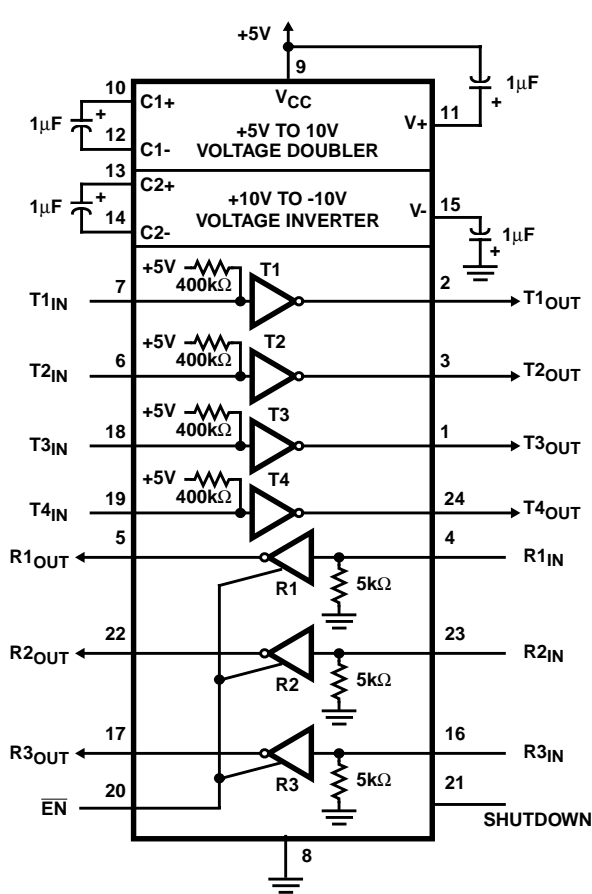 +5V
9
10
C1+
VCC
1µF
+
1µF
+
12
C1-
+5V TO 10V
VOLTAGE DOUBLER
V+
11
13
C2+
1µF
+
14
C2-
+10V TO -10V
VOLTAGE INVERTER
V-
15
1µF
+
+5V
400kΩ
T1
T1IN
7
2
T1OUT
+5V
400kΩ
T2
T2IN
6
3
T2OUT
+5V
400kΩ
T3
T3IN
18
1
T3OUT
+5V
400kΩ
T4
T4IN
19
24
T4OUT
R1OUT
5
4
R1IN
R1
5kΩ
R2OUT
22
23
R2IN
R2
5kΩ
R3OUT
17
16
R3IN
R3
5kΩ
EN
20
21
SHUTDOWN
8